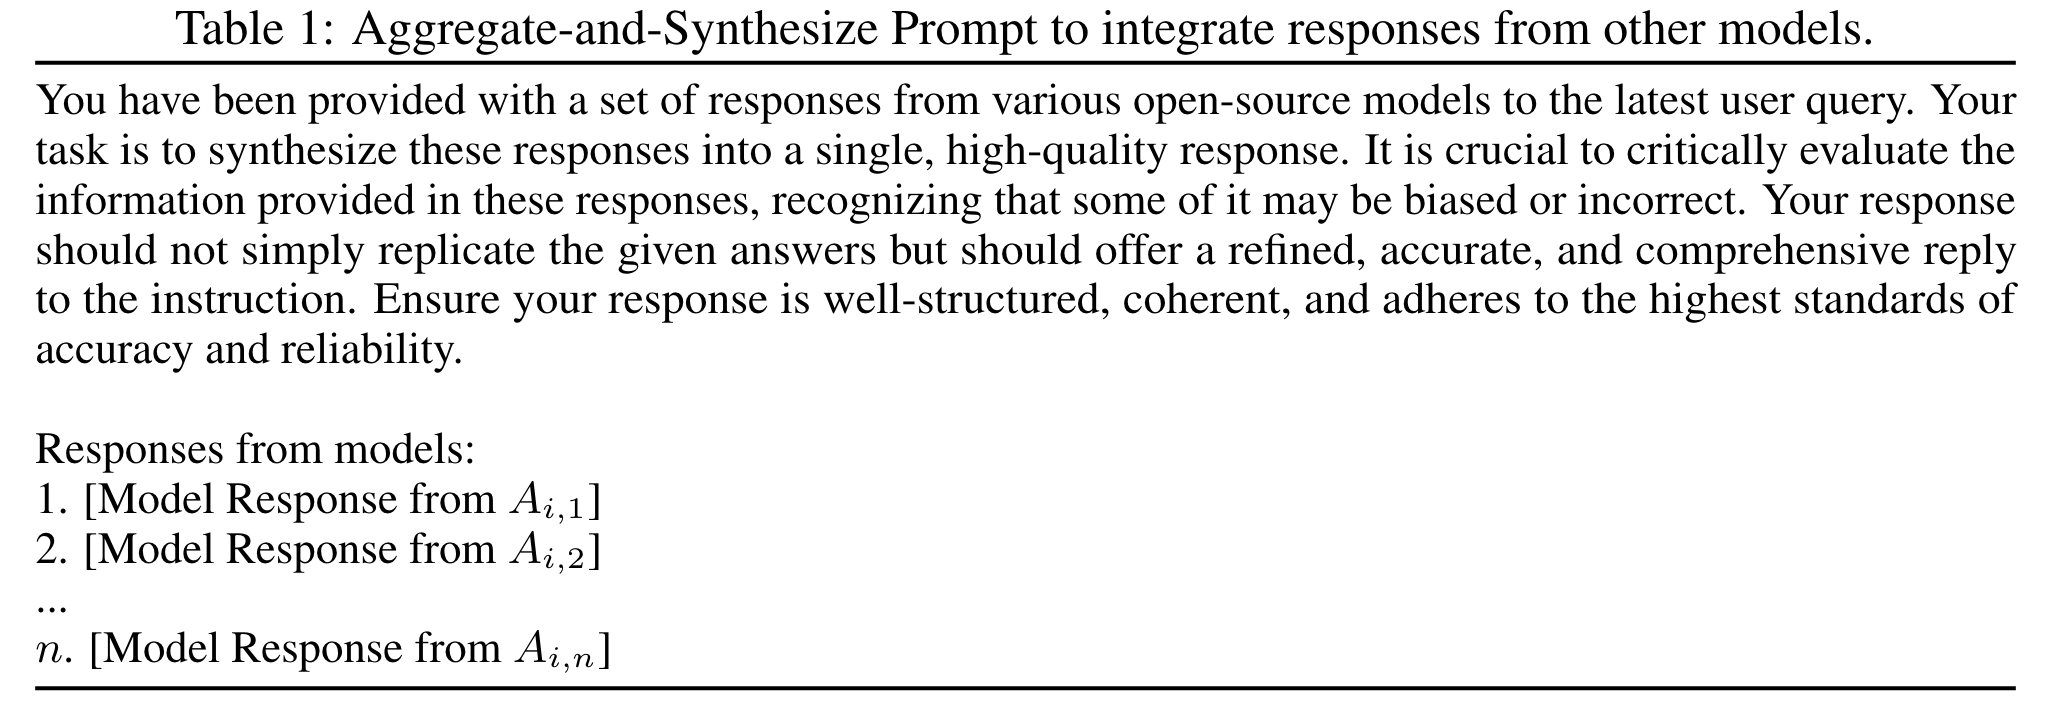 Table 1: Aggregate-and-Synthesize Prompt to integrate responses from other models.
You have been provided with a set of responses from various open-source models to the latest user query. Your
task is to synthesize these responses into a single, high-quality response. It is crucial to critically evaluate the
information provided in these responses, recognizing that some of it may be biased or incorrect. Your response
should not simply replicate the given answers but should offer a refined, accurate, and comprehensive reply
to the instruction. Ensure your response is well-structured, coherent, and adheres to the highest standards of
accuracy and reliability.
Responses from models:
1. [Model Response from A_{i,1}]
2. [Model Response from A_{i,2}]
...
n. [Model Response from A_{i,n}]